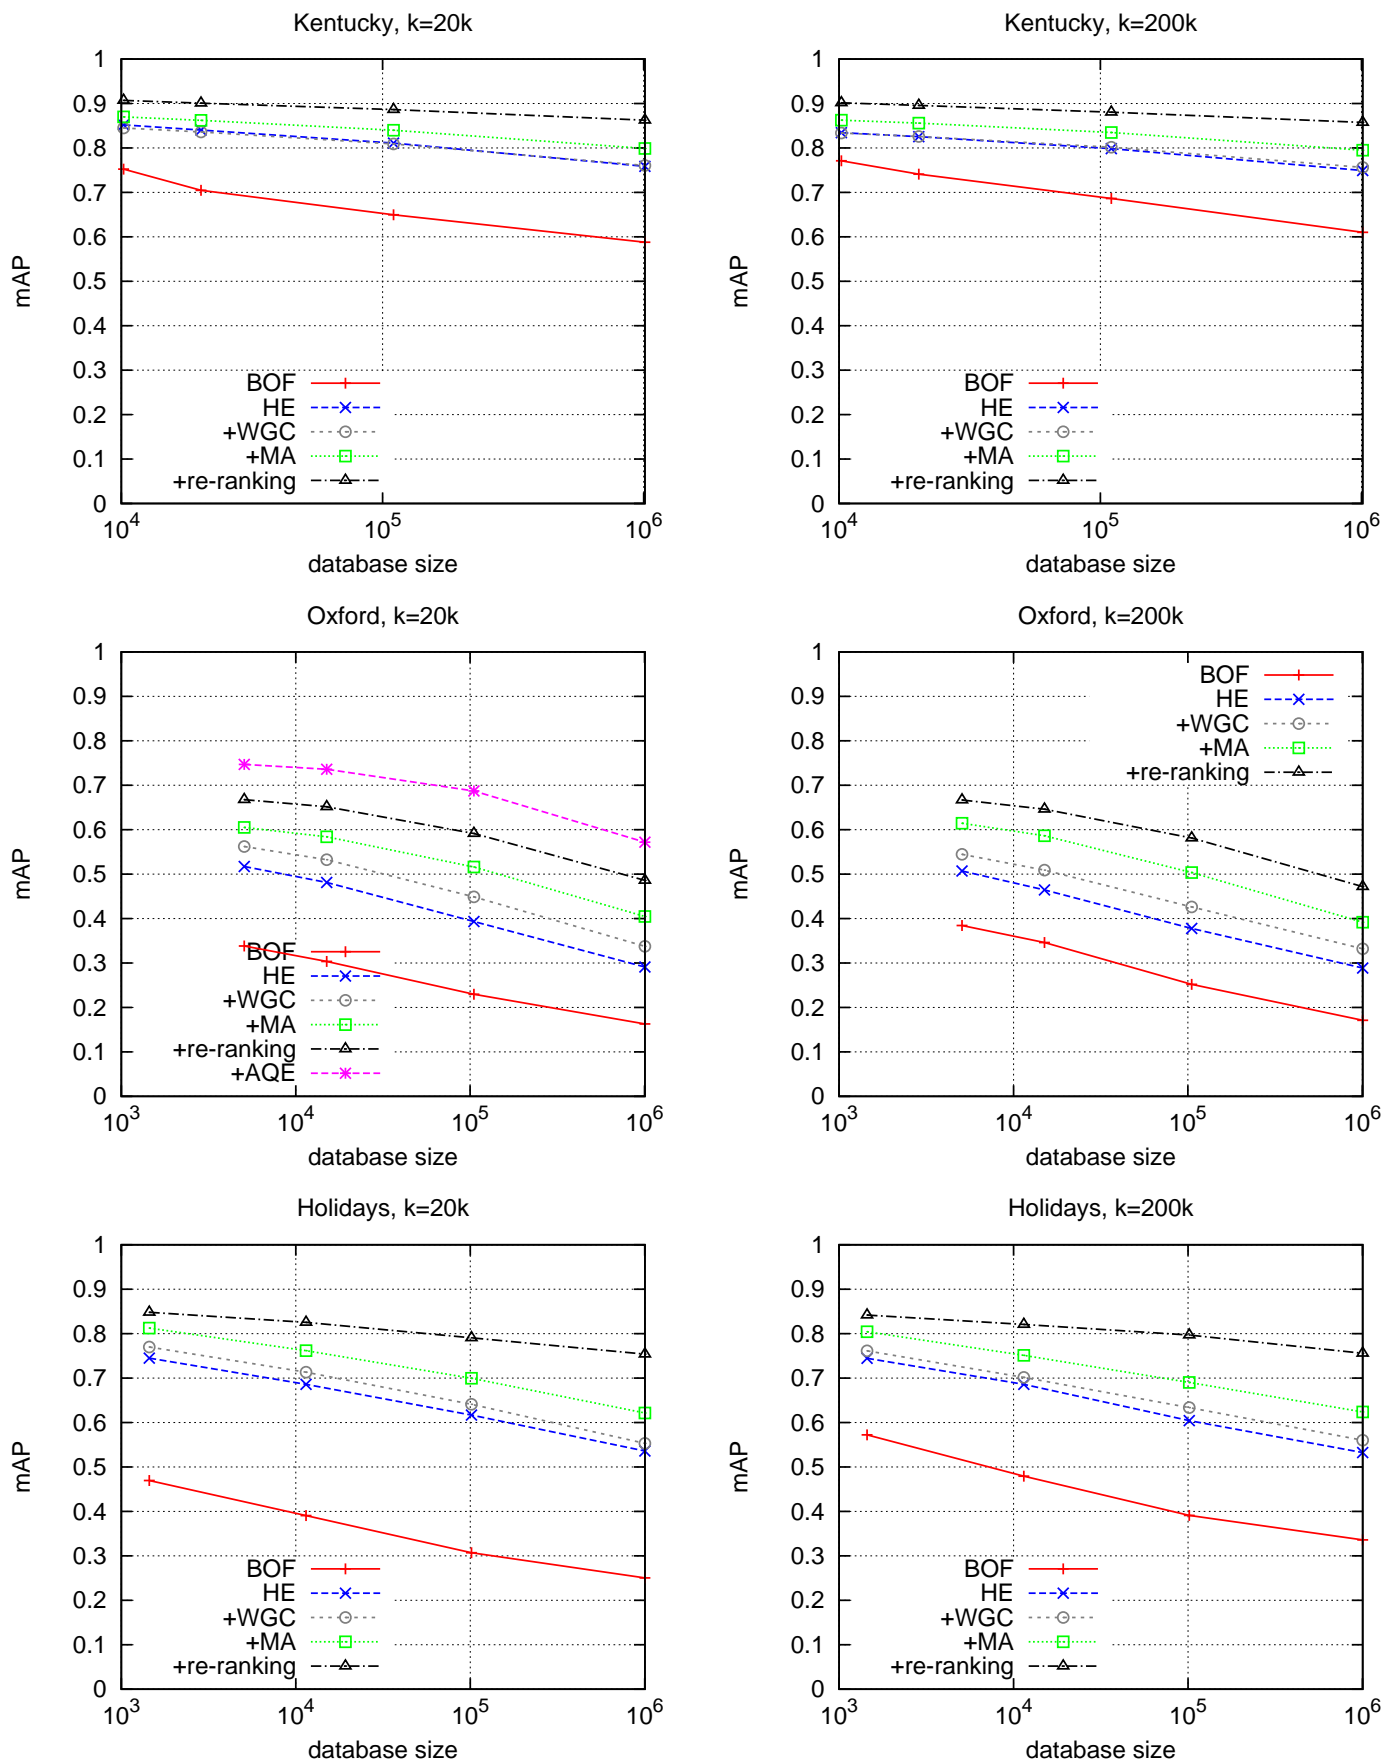 Kentucky, k=20k
1
0.9
0.8
0.7
0.6
0.5
0.4
0.3
0.2
0.1
0
mAP
BOF
HE
+WGC
+MA
+re-ranking
10^4 10^5 10^6
database size
Kentucky, k=200k
1
0.9
0.8
0.7
0.6
0.5
0.4
0.3
0.2
0.1
0
mAP
BOF
HE
+WGC
+MA
+re-ranking
10^4 10^5 10^6
database size
Oxford, k=20k
1
0.9
0.8
0.7
0.6
0.5
0.4
0.3
0.2
0.1
0
mAP
BOF
HE
+WGC
+MA
+re-ranking
+AQE
10^3 10^4 10^5 10^6
database size
Oxford, k=200k
1
0.9
0.8
0.7
0.6
0.5
0.4
0.3
0.2
0.1
0
mAP
BOF
HE
+WGC
+MA
+re-ranking
10^3 10^4 10^5 10^6
database size
Holidays, k=20k
1
0.9
0.8
0.7
0.6
0.5
0.4
0.3
0.2
0.1
0
mAP
BOF
HE
+WGC
+MA
+re-ranking
10^3 10^4 10^5 10^6
database size
Holidays, k=200k
1
0.9
0.8
0.7
0.6
0.5
0.4
0.3
0.2
0.1
0
mAP
BOF
HE
+WGC
+MA
+re-ranking
10^3 10^4 10^5 10^6
database size